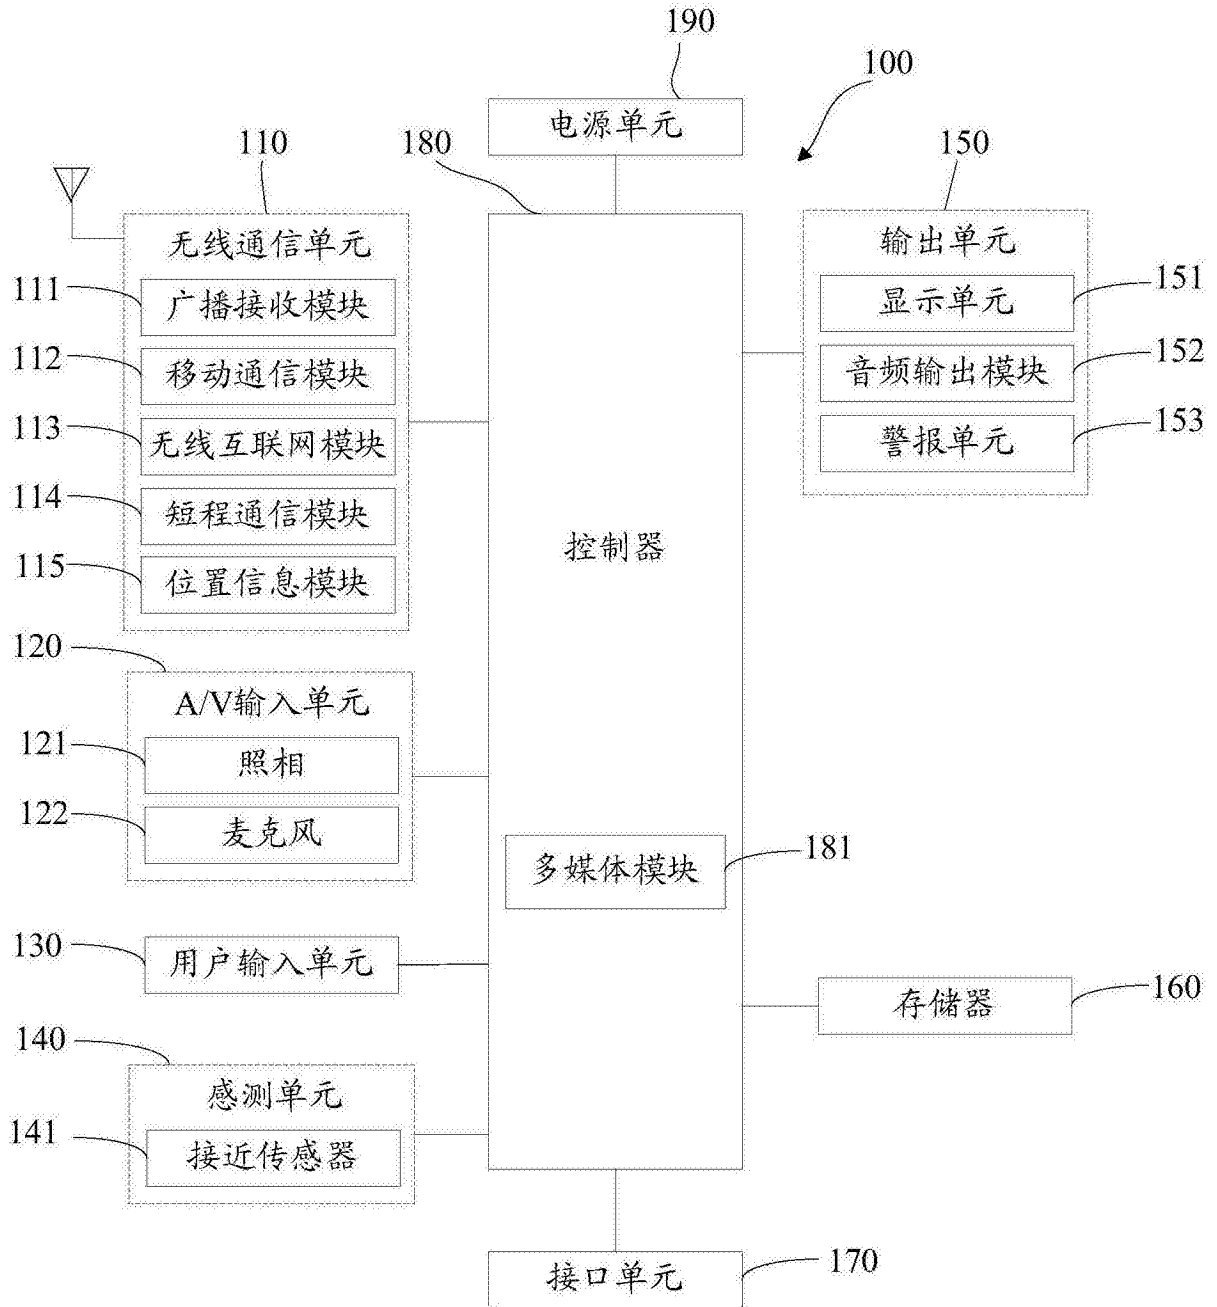 190
100
电源单元
110
180
150
无线通信单元
输出单元
111
广播接收模块
显示单元
151
112
移动通信模块
音频输出模块
152
113
无线互联网模块
警报单元
153
114
短程通信模块
控制器
115
位置信息模块
120
A/V输入单元
121
照相
122
麦克风
多媒体模块
181
130
用户输入单元
存储器
160
140
感测单元
141
接近传感器
接口单元
170